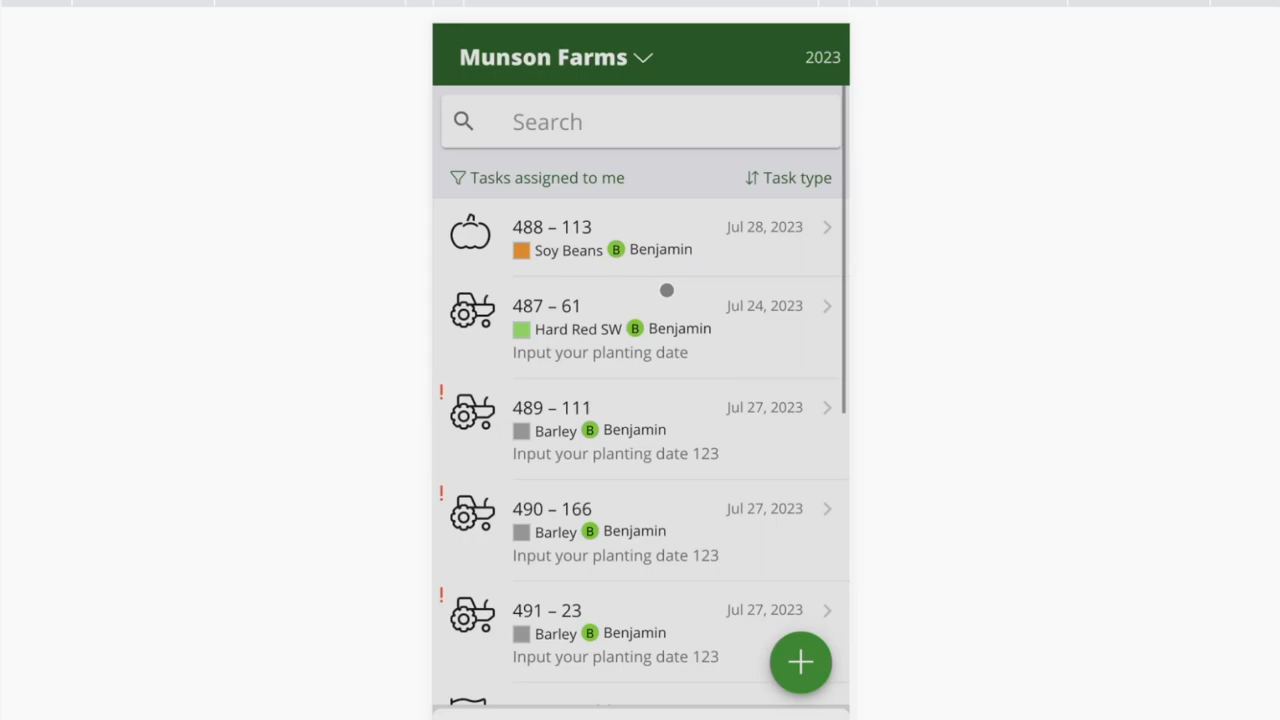 Munson Farms 2023
Search
Tasks assigned to me Task type
488 – 113 Jul 28, 2023
Soy Beans B Benjamin
487 – 61 Jul 24, 2023
Hard Red SW B Benjamin
Input your planting date
! 489 – 111 Jul 27, 2023
Barley B Benjamin
Input your planting date 123
! 490 – 166 Jul 27, 2023
Barley B Benjamin
Input your planting date 123
! 491 – 23 Jul 27, 2023
Barley B Benjamin
Input your planting date 123